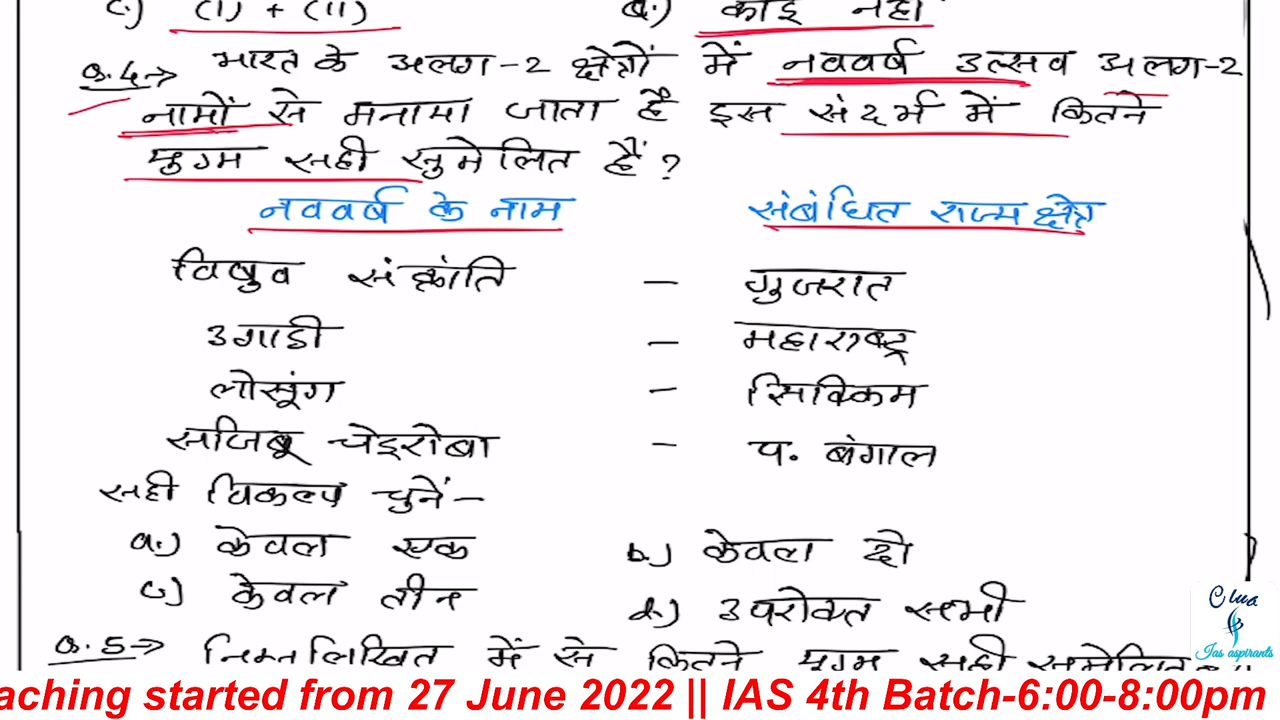 C.) (I) + (II) d.) कोई नहीं
Q.4→ भारत के अलग-2 क्षेत्रों में नववर्ष उत्सव अलग-2
नामों से मनाया जाता है इस संदर्भ में कितने
युग्म सही सुमेलित हैं ?
नववर्ष के नाम संबंधित राज्य क्षेत्र
विषुव संक्रांति - गुजरात
उगाडी - महाराष्ट्र
लोसूंग - सिक्किम
सजिबू चेइरोबा - प. बंगाल
सही विकल्प चुनें-
a.) केवल एक b.) केवल दो
c) केवल तीन d.) उपरोक्त सभी
Q.5→ निम्नलिखित में से कितने युग्म सही सुमेलित
Clue
Ias aspirants
aching started from 27 June 2022 || IAS 4th Batch-6:00-8:00pm